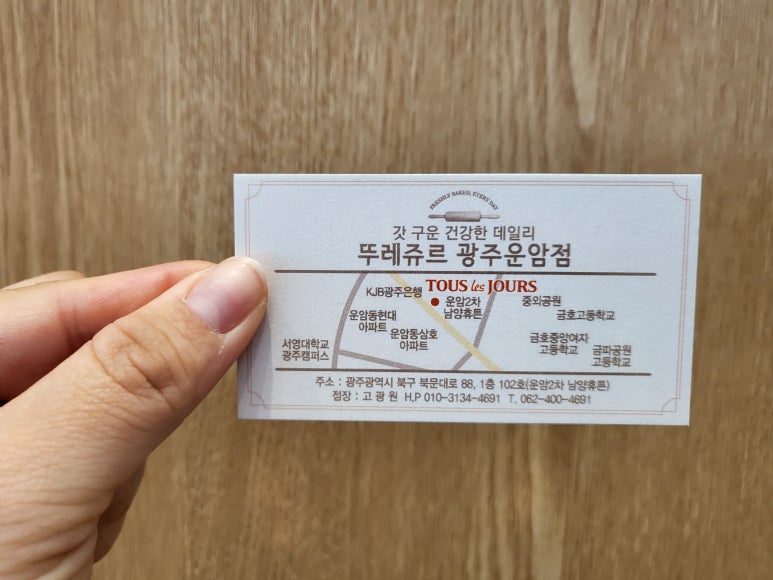 FRESHLY BAKED, EVERY DAY
갓 구운 건강한 데일리
뚜레쥬르 광주운암점
TOUS les JOURS
KJB광주은행
운암2차
남양휴튼
중외공원
금호고등학교
운암동현대
아파트
운암동삼호
아파트
금호중앙여자
고등학교
서영대학교
광주캠퍼스
금파공원
고등학교
주소 : 광주광역시 북구 북문대로 88, 1층 102호(운암2차 남양휴튼)
점장 : 고 광 원 H.P 010-3134-4691 T. 062-400-4691